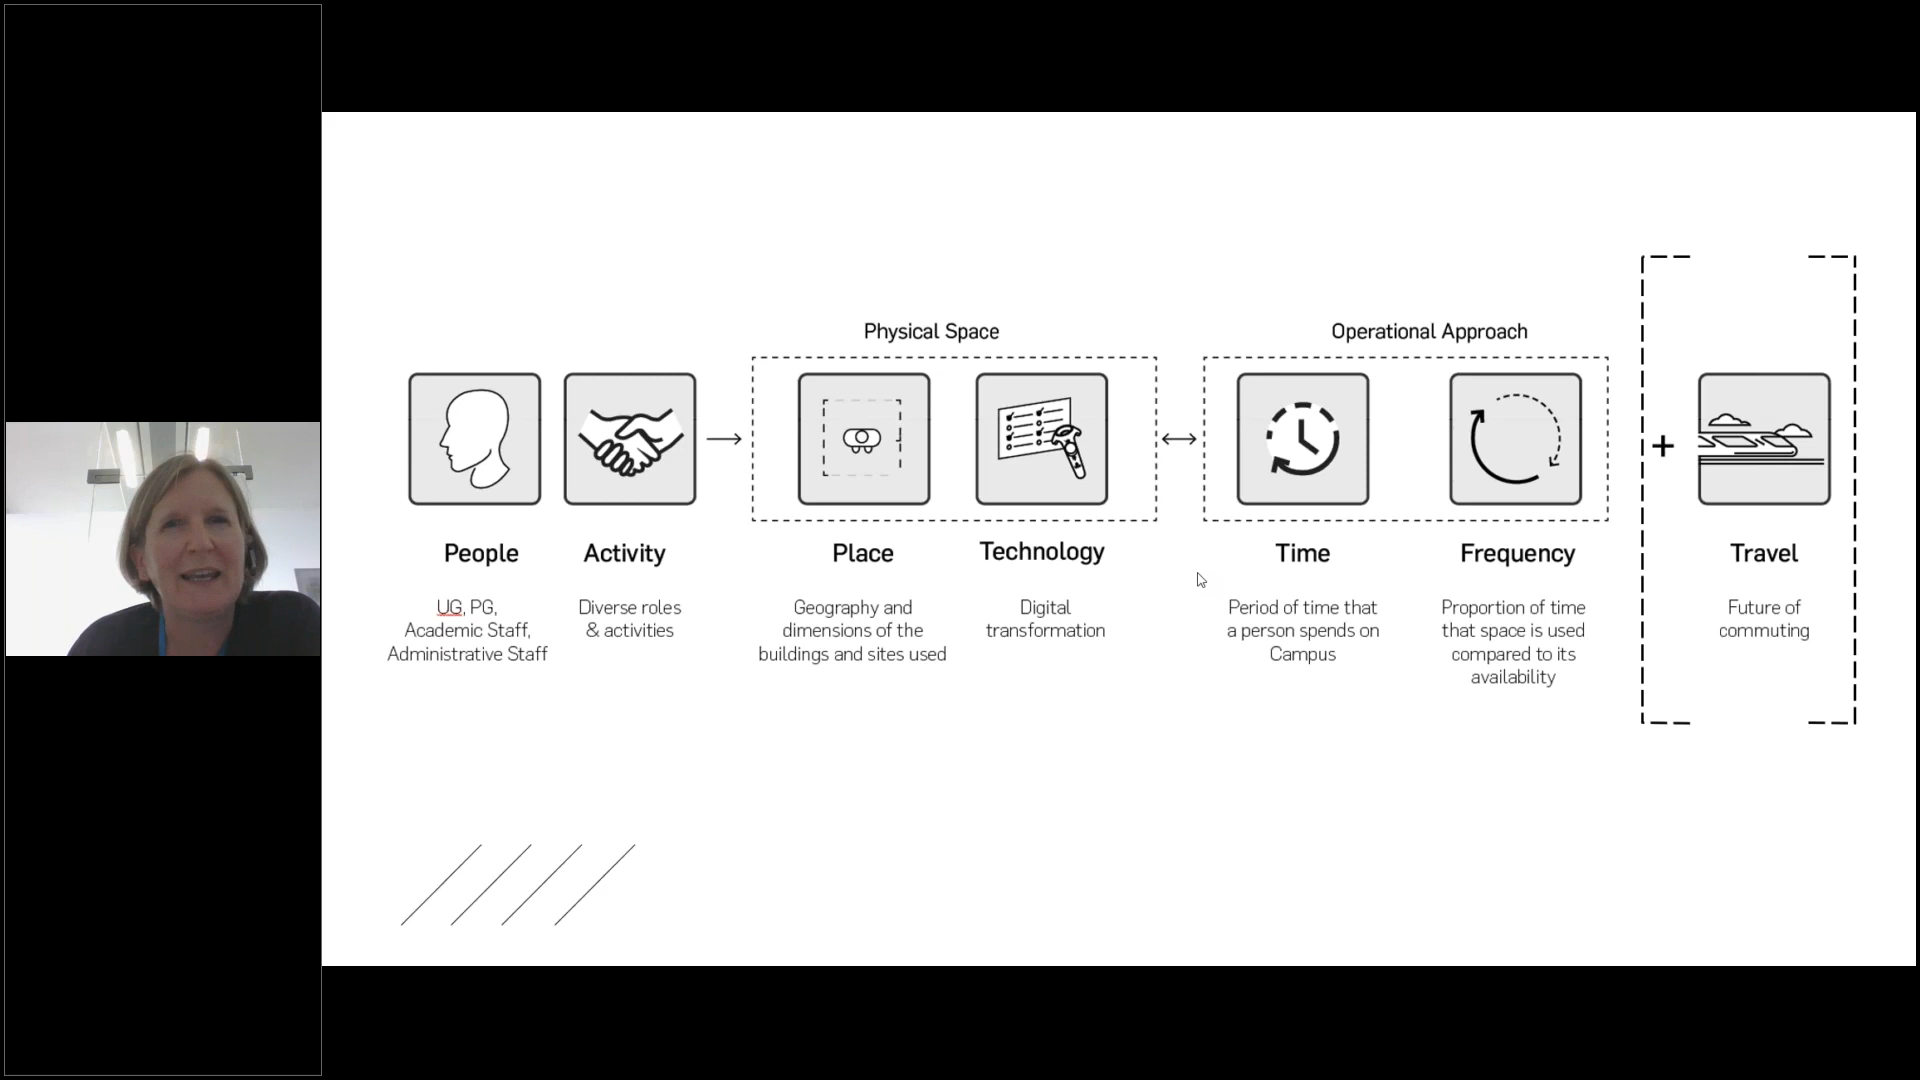 Physical Space
Operational Approach
+
People
Activity
Place
Technology
Time
Frequency
Travel
UG, PG,
Academic Staff,
Administrative Staff
Diverse roles
& activities
Geography and
dimensions of the
buildings and sites used
Digital
transformation
Period of time that
a person spends on
Campus
Proportion of time
that space is used
compared to its
availability
Future of
commuting